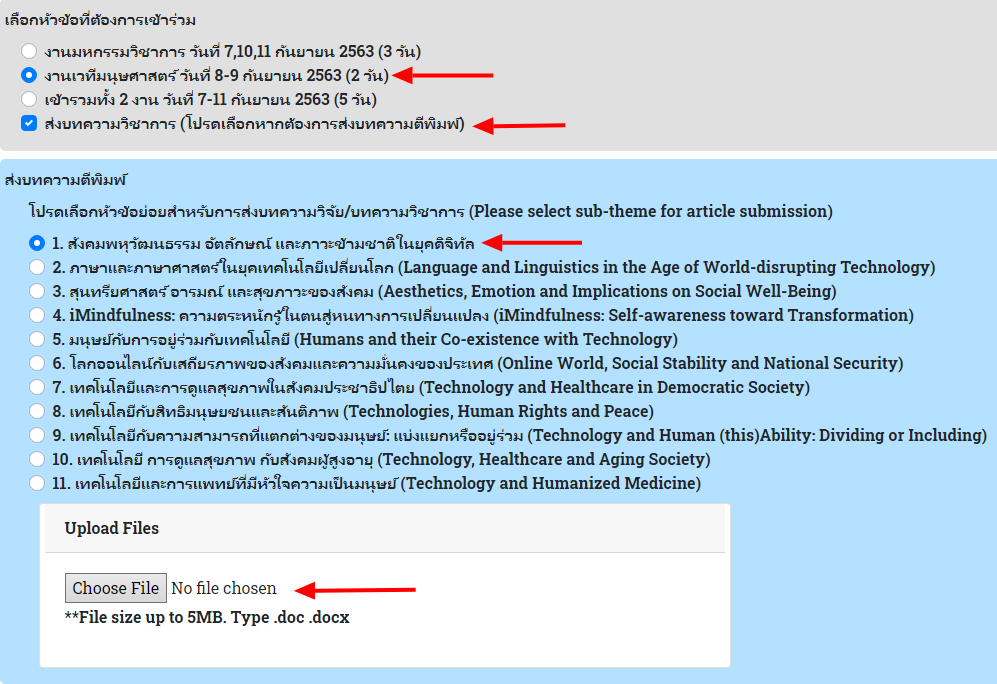 เลือกหัวข้อที่ต้องการเข้าร่วม
งานมหกรรมวิชาการ วันที่ 7,10,11 กันยายน 2563 (3 วัน)
งานเวทีมนุษศาสตร์ วันที่ 8-9 กันยายน 2563 (2 วัน)
เข้ารวมทั้ง 2 งาน วันที่ 7-11 กันยายน 2563 (5 วัน)
ส่งบทความวิชาการ (โปรดเลือกหากต้องการส่งบทความตีพิมพ์)
ส่งบทความตีพิมพ์
โปรดเลือกหัวข้อย่อยสำหรับการส่งบทความวิจัย/บทความวิชาการ (Please select sub-theme for article submission)
1. สังคมพหุวัฒนธรรม อัตลักษณ์ และภาวะข้ามชาติในยุคดิจิทัล
2. ภาษาและภาษาศาสตร์ในยุคเทคโนโลยีเปลี่ยนโลก (Language and Linguistics in the Age of World-disrupting Technology)
3. สุนทรียศาสตร์ อารมณ์ และสุขภาวะของสังคม (Aesthetics, Emotion and Implications on Social Well-Being)
4. iMindfulness: ความตระหนักรู้ในตนสู่หนทางการเปลี่ยนแปลง (iMindfulness: Self-awareness toward Transformation)
5. มนุษย์กับการอยู่ร่วมกับเทคโนโลยี (Humans and their Co-existence with Technology)
6. โลกออนไลน์กับเสถียรภาพของสังคมและความมั่นคงของประเทศ (Online World, Social Stability and National Security)
7. เทคโนโลยีและการดูแลสุขภาพในสังคมประชาธิปไตย (Technology and Healthcare in Democratic Society)
8. เทคโนโลยีกับสิทธิมนุษยชนและสันติภาพ (Technologies, Human Rights and Peace)
9. เทคโนโลยีกับความสามารถที่แตกต่างของมนุษย์: แบ่งแยกหรืออยู่ร่วม (Technology and Human (this)Ability: Dividing or Including)
10. เทคโนโลยี การดูแลสุขภาพ กับสังคมผู้สูงอายุ (Technology, Healthcare and Aging Society)
11. เทคโนโลยีและการแพทย์ที่มีหัวใจความเป็นมนุษย์ (Technology and Humanized Medicine)
Upload Files
Choose File No file chosen
**File size up to 5MB. Type .doc .docx